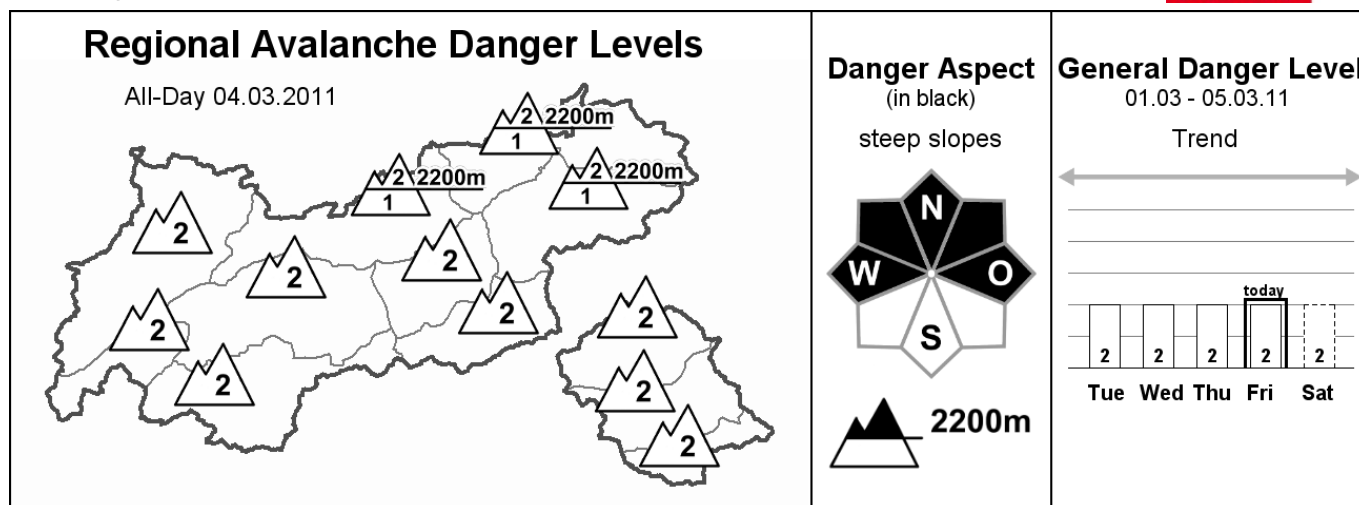 Regional Avalanche Danger Levels
All-Day 04.03.2011
2 2200m
1
2 2200m
1
2 2200m
1
2
2
2
2
2
2
2
2
2
Danger Aspect
(in black)
steep slopes
N
W O
S
2200m
General Danger Level
01.03 - 05.03.11
Trend
today
2 2 2 2 2
Tue Wed Thu Fri Sat